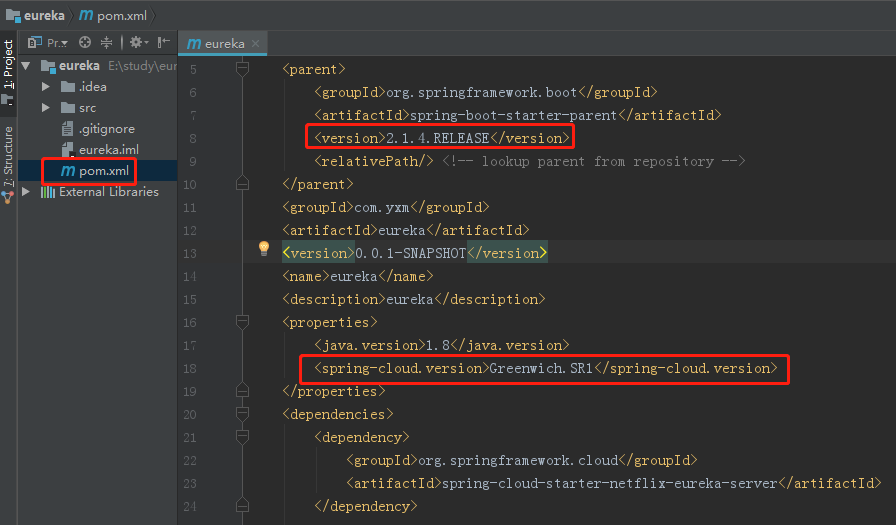 eureka pom.xml
1: Project
7: Structure
Pr...
eureka E:\study\eur
.idea
src
.gitignore
eureka.iml
pom.xml
External Libraries
eureka
5 <parent>
6 <groupId>org.springframework.boot</groupId>
7 <artifactId>spring-boot-starter-parent</artifactId>
8 <version>2.1.4.RELEASE</version>
9 <relativePath/> <!-- lookup parent from repository -->
10 </parent>
11 <groupId>com.yxm</groupId>
12 <artifactId>eureka</artifactId>
13 <version>0.0.1-SNAPSHOT</version>
14 <name>eureka</name>
15 <description>eureka</description>
16 <properties>
17 <java.version>1.8</java.version>
18 <spring-cloud.version>Greenwich.SR1</spring-cloud.version>
19 </properties>
20 <dependencies>
21 <dependency>
22 <groupId>org.springframework.cloud</groupId>
23 <artifactId>spring-cloud-starter-netflix-eureka-server</artifactId>
24 </dependency>